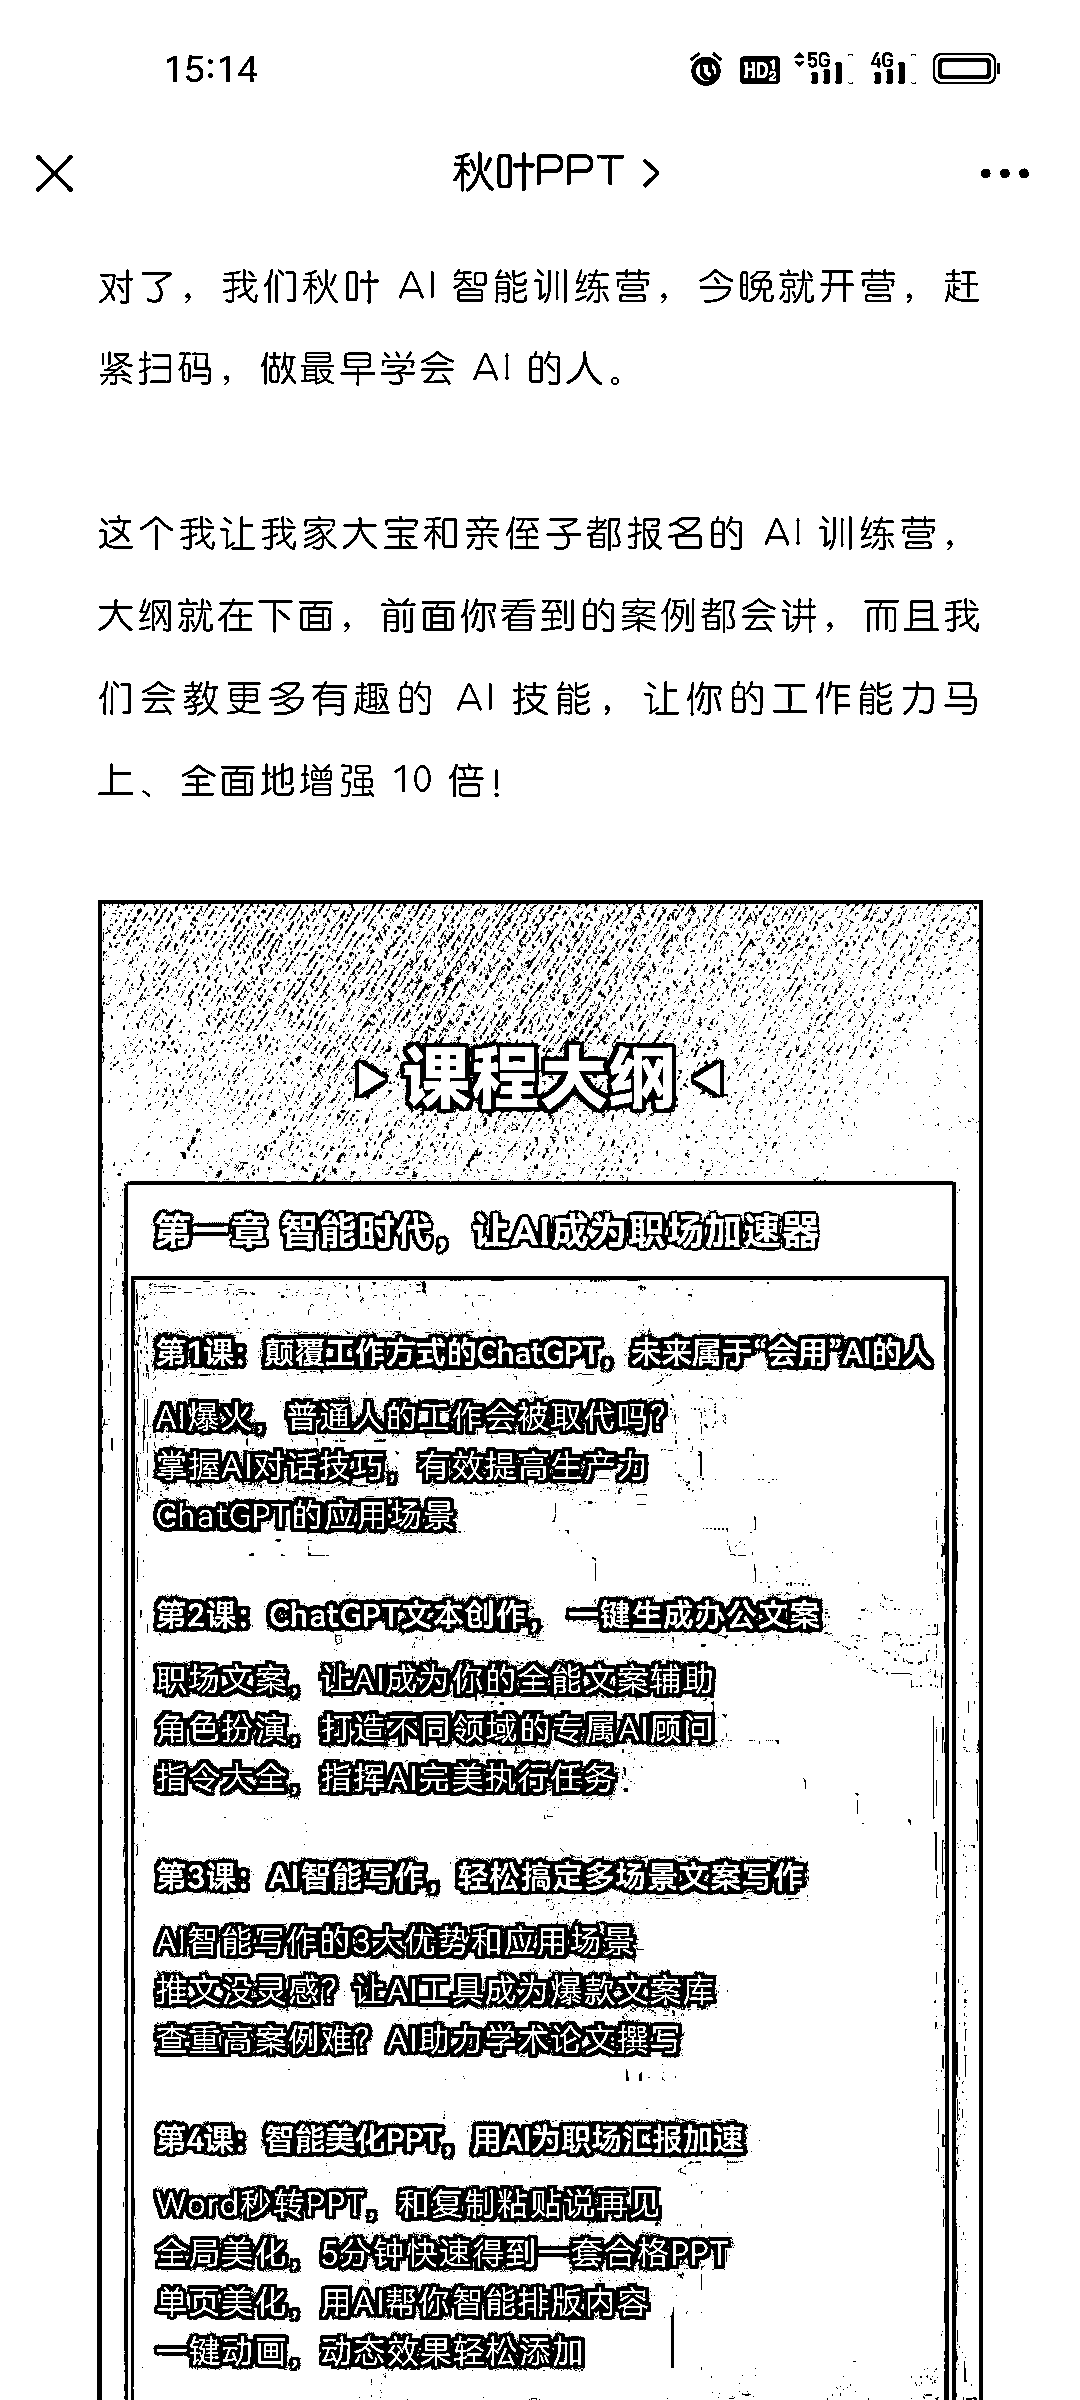 15:14
HD 5G 4G
秋叶PPT >
对了，我们秋叶 AI 智能训练营，今晚就开营，赶
紧扫码，做最早学会 AI 的人。
这个我让我家大宝和亲侄子都报名的 AI 训练营，
大纲就在下面，前面你看到的案例都会讲，而且我
们会教更多有趣的 AI 技能，让你的工作能力马
上、全面地增强 10 倍！
课程大纲
第一章 智能时代，让AI成为职场加速器
第1课：颠覆工作方式的ChatGPT，未来属于“会用”AI的人
AI爆火，普通人的工作会被取代吗？
掌握AI对话技巧，有效提高生产力
ChatGPT的应用场景
第2课：ChatGPT文本创作，一键生成办公文案
职场文案，让AI成为你的全能文案辅助
角色扮演，打造不同领域的专属AI顾问
指令大全，指挥AI完美执行任务
第3课：AI智能写作，轻松搞定多场景文案写作
AI智能写作的3大优势和应用场景
推文没灵感？让AI工具成为爆款文案库
查重高案例难？AI助力学术论文撰写
第4课：智能美化PPT，用AI为职场汇报加速
Word秒转PPT，和复制粘贴说再见
全局美化，5分钟快速得到一套合格PPT
单页美化，用AI帮你智能排版内容
一键动画，动态效果轻松添加